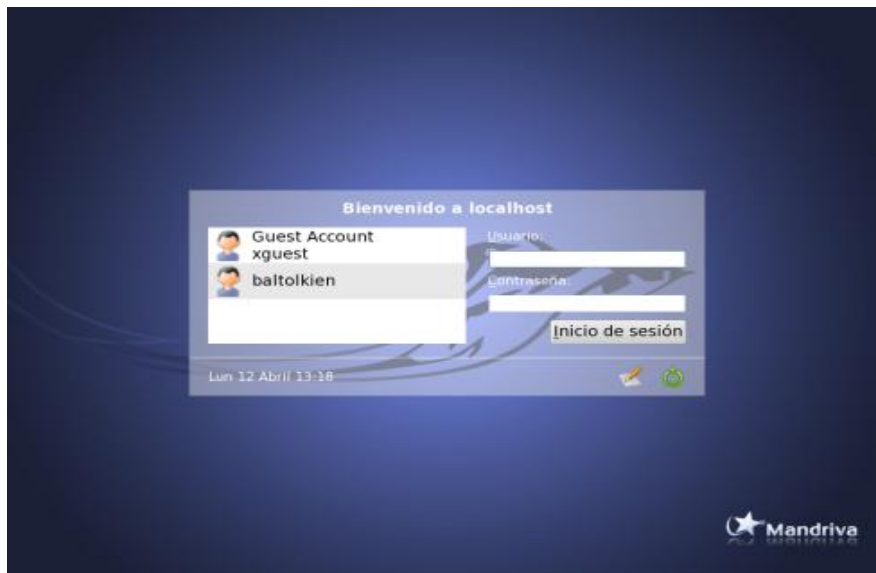 Bienvenido a localhost
Guest Account
xguest
baltolkien
Usuario:
Contraseña:
Inicio de sesión
Lun 12 Abril 13:18
Mandriva